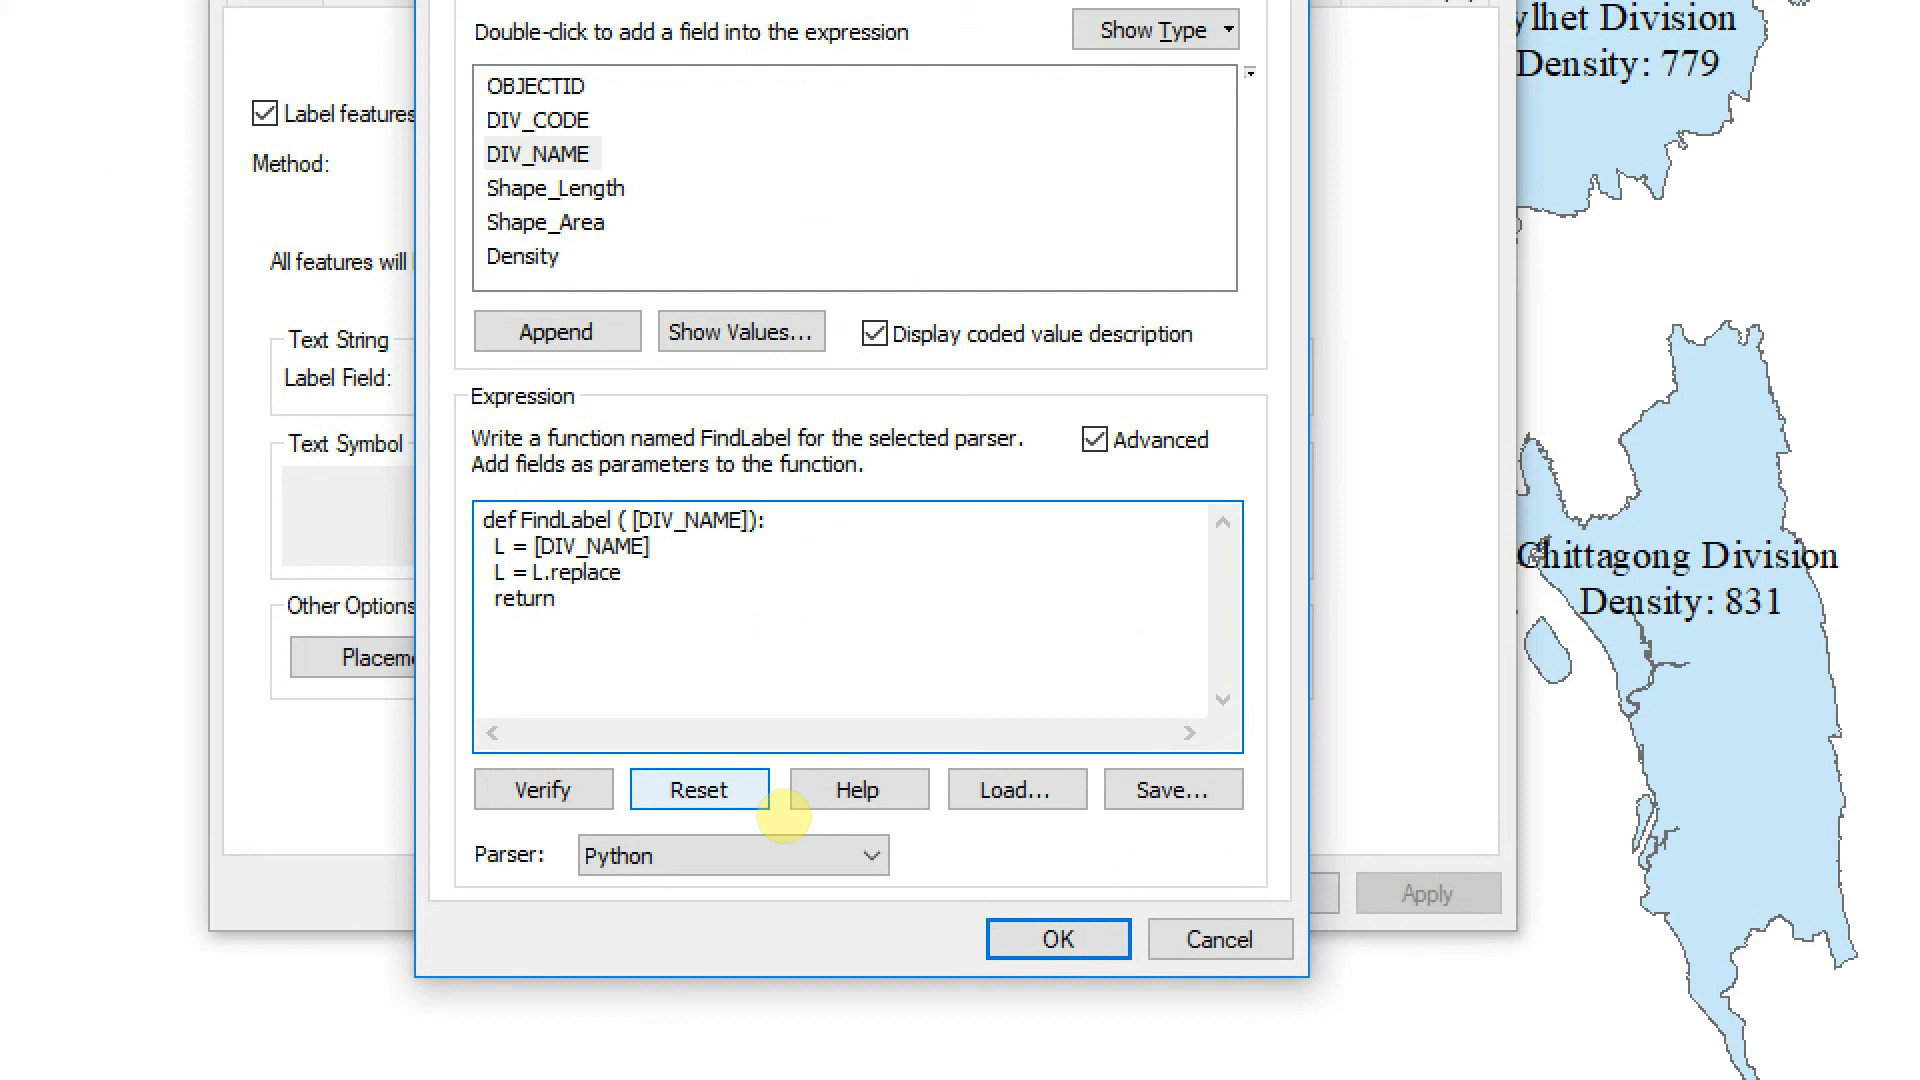 Double-click to add a field into the expression
Show Type
OBJECTID
DIV_CODE
DIV_NAME
Shape_Length
Shape_Area
Density
Append
Show Values...
Display coded value description
Expression
Write a function named FindLabel for the selected parser.
Add fields as parameters to the function.
Advanced
def FindLabel ( [DIV_NAME]):
L = [DIV_NAME]
L = L.replace
return
Verify
Reset
Help
Load...
Save...
Parser:
Python
OK
Cancel
Label features
Method:
All features will
Text String
Label Field:
Text Symbol
Other Options
Placem
Apply
ylhet Division
Density: 779
Chittagong Division
Density: 831